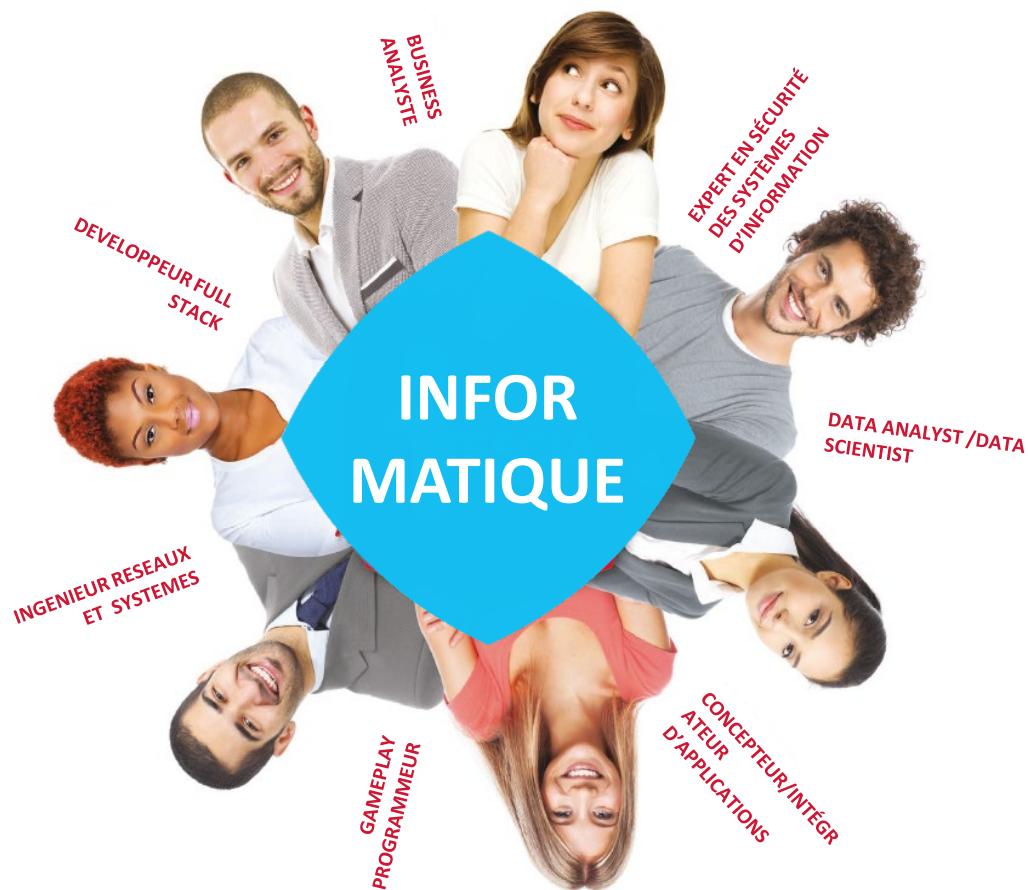 BUSINESS
ANALYSTE
EXPERT EN SÉCURITÉ
DES SYSTÈMES
D'INFORMATION
DEVELOPPEUR FULL
STACK
INFOR
MATIQUE
DATA ANALYST /DATA
SCIENTIST
INGENIEUR RESEAUX
ET SYSTEMES
CONCEPTEUR/INTÉGR
ATEUR
D'APPLICATIONS
GAMEPLAY
PROGRAMMEUR